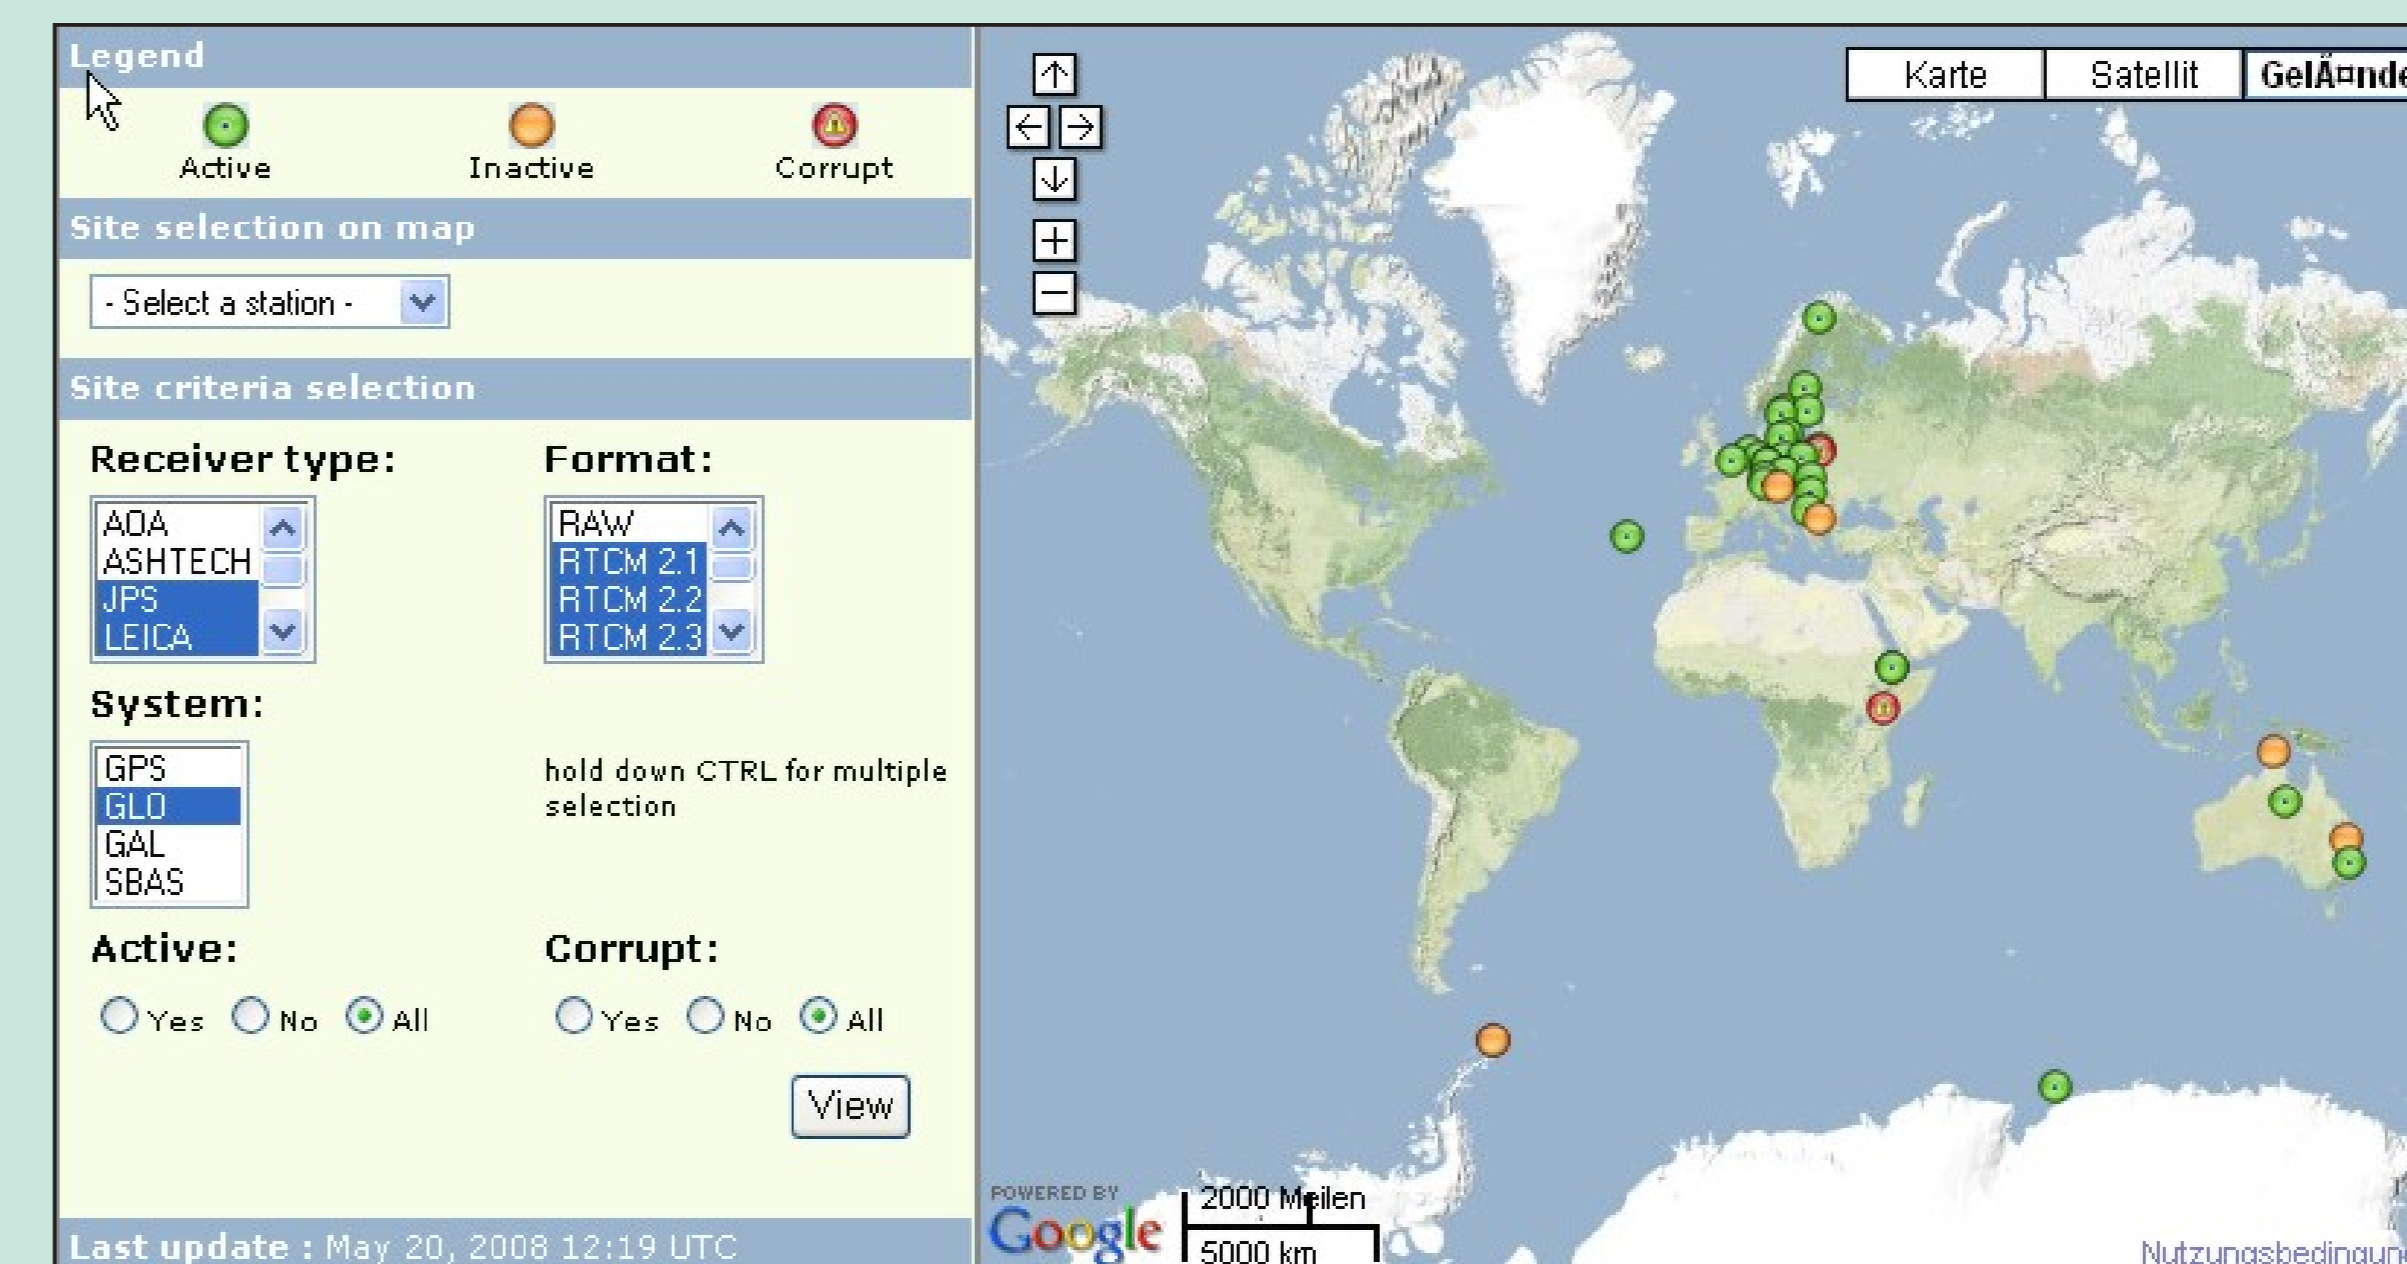 Legend
Active
Inactive
Corrupt
Site selection on map
- Select a station -
Site criteria selection
Receiver type:
AOA
ASHTECH
JPS
LEICA
Format:
RAW
RTCM 2.1
RTCM 2.2
RTCM 2.3
System:
GPS
GLO
GAL
SBAS
hold down CTRL for multiple
selection
Active:
Yes No All
Corrupt:
Yes No All
View
Last update : May 20, 2008 12:19 UTC
Karte
Satellit
GelÃ¤nde
POWERED BY
Google
2000 Meilen
5000 km